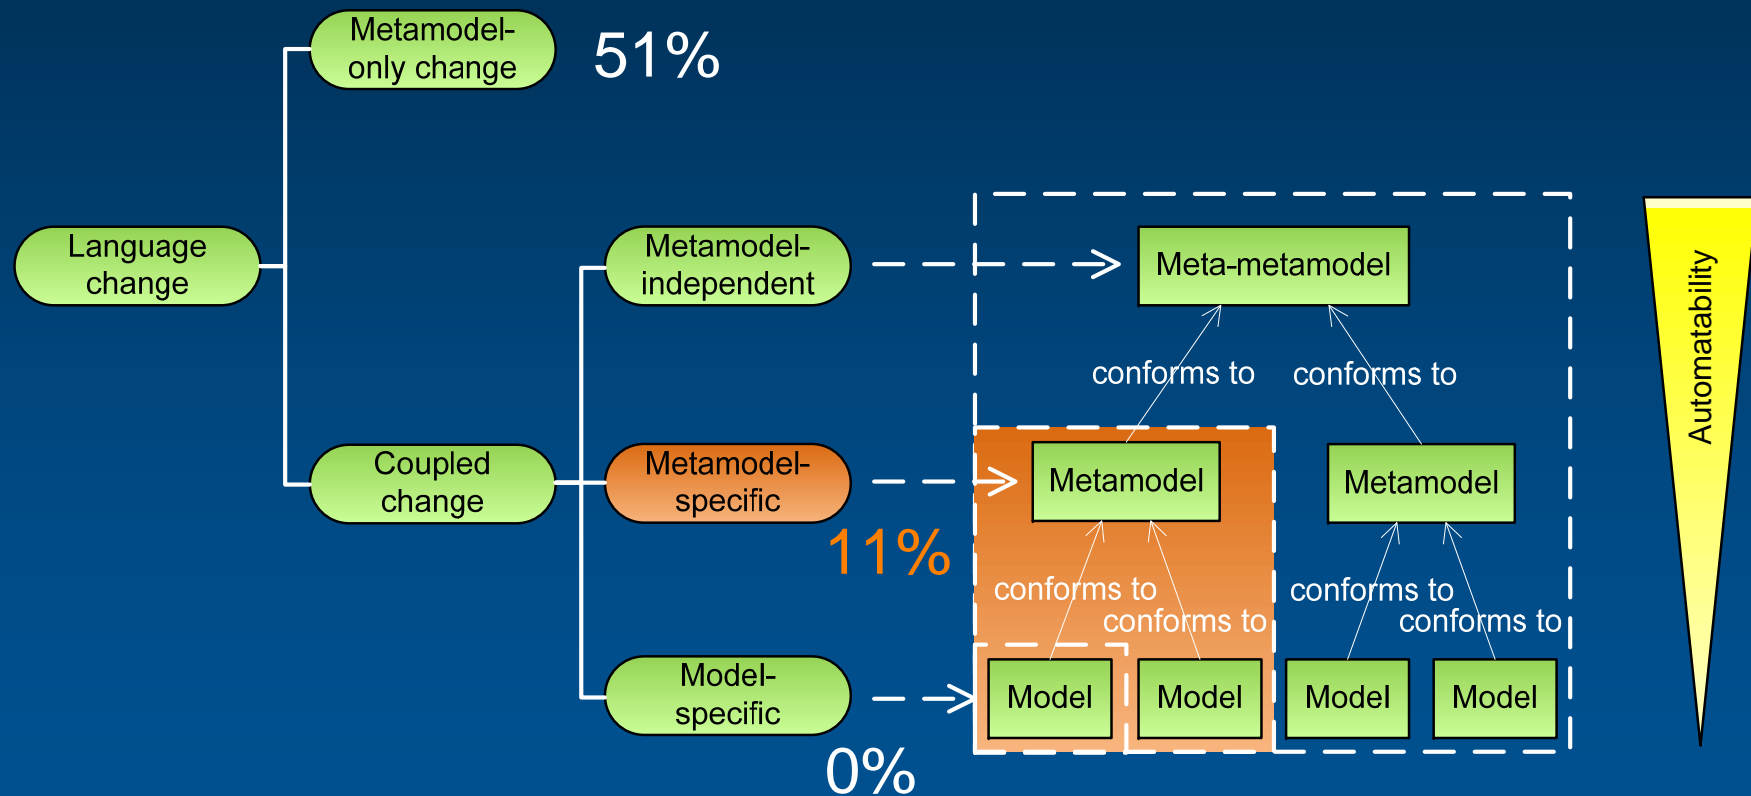 Metamodel-
only change
51%
Language
change
Metamodel-
independent
Meta-metamodel
Automatability
conforms to
conforms to
Coupled
change
Metamodel-
specific
11%
Metamodel
Metamodel
conforms to
conforms to
conforms to
conforms to
Model-
specific
0%
Model
Model
Model
Model